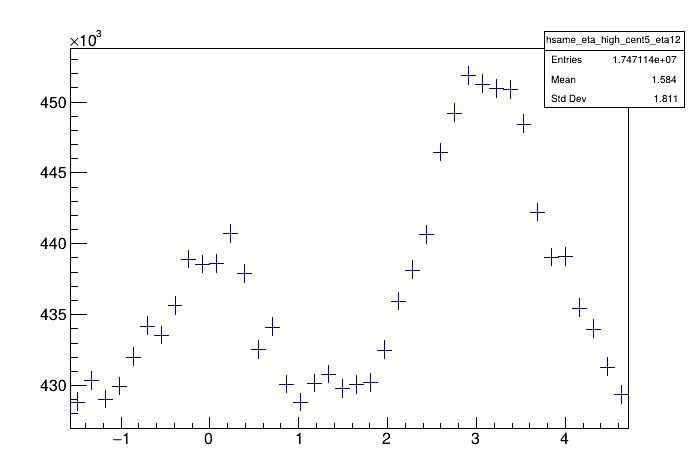 ×10³
hsame_eta_high_cent5_eta12
Entries 1.747114e+07
Mean 1.584
Std Dev 1.811
450
445
440
435
430
−1 0 1 2 3 4